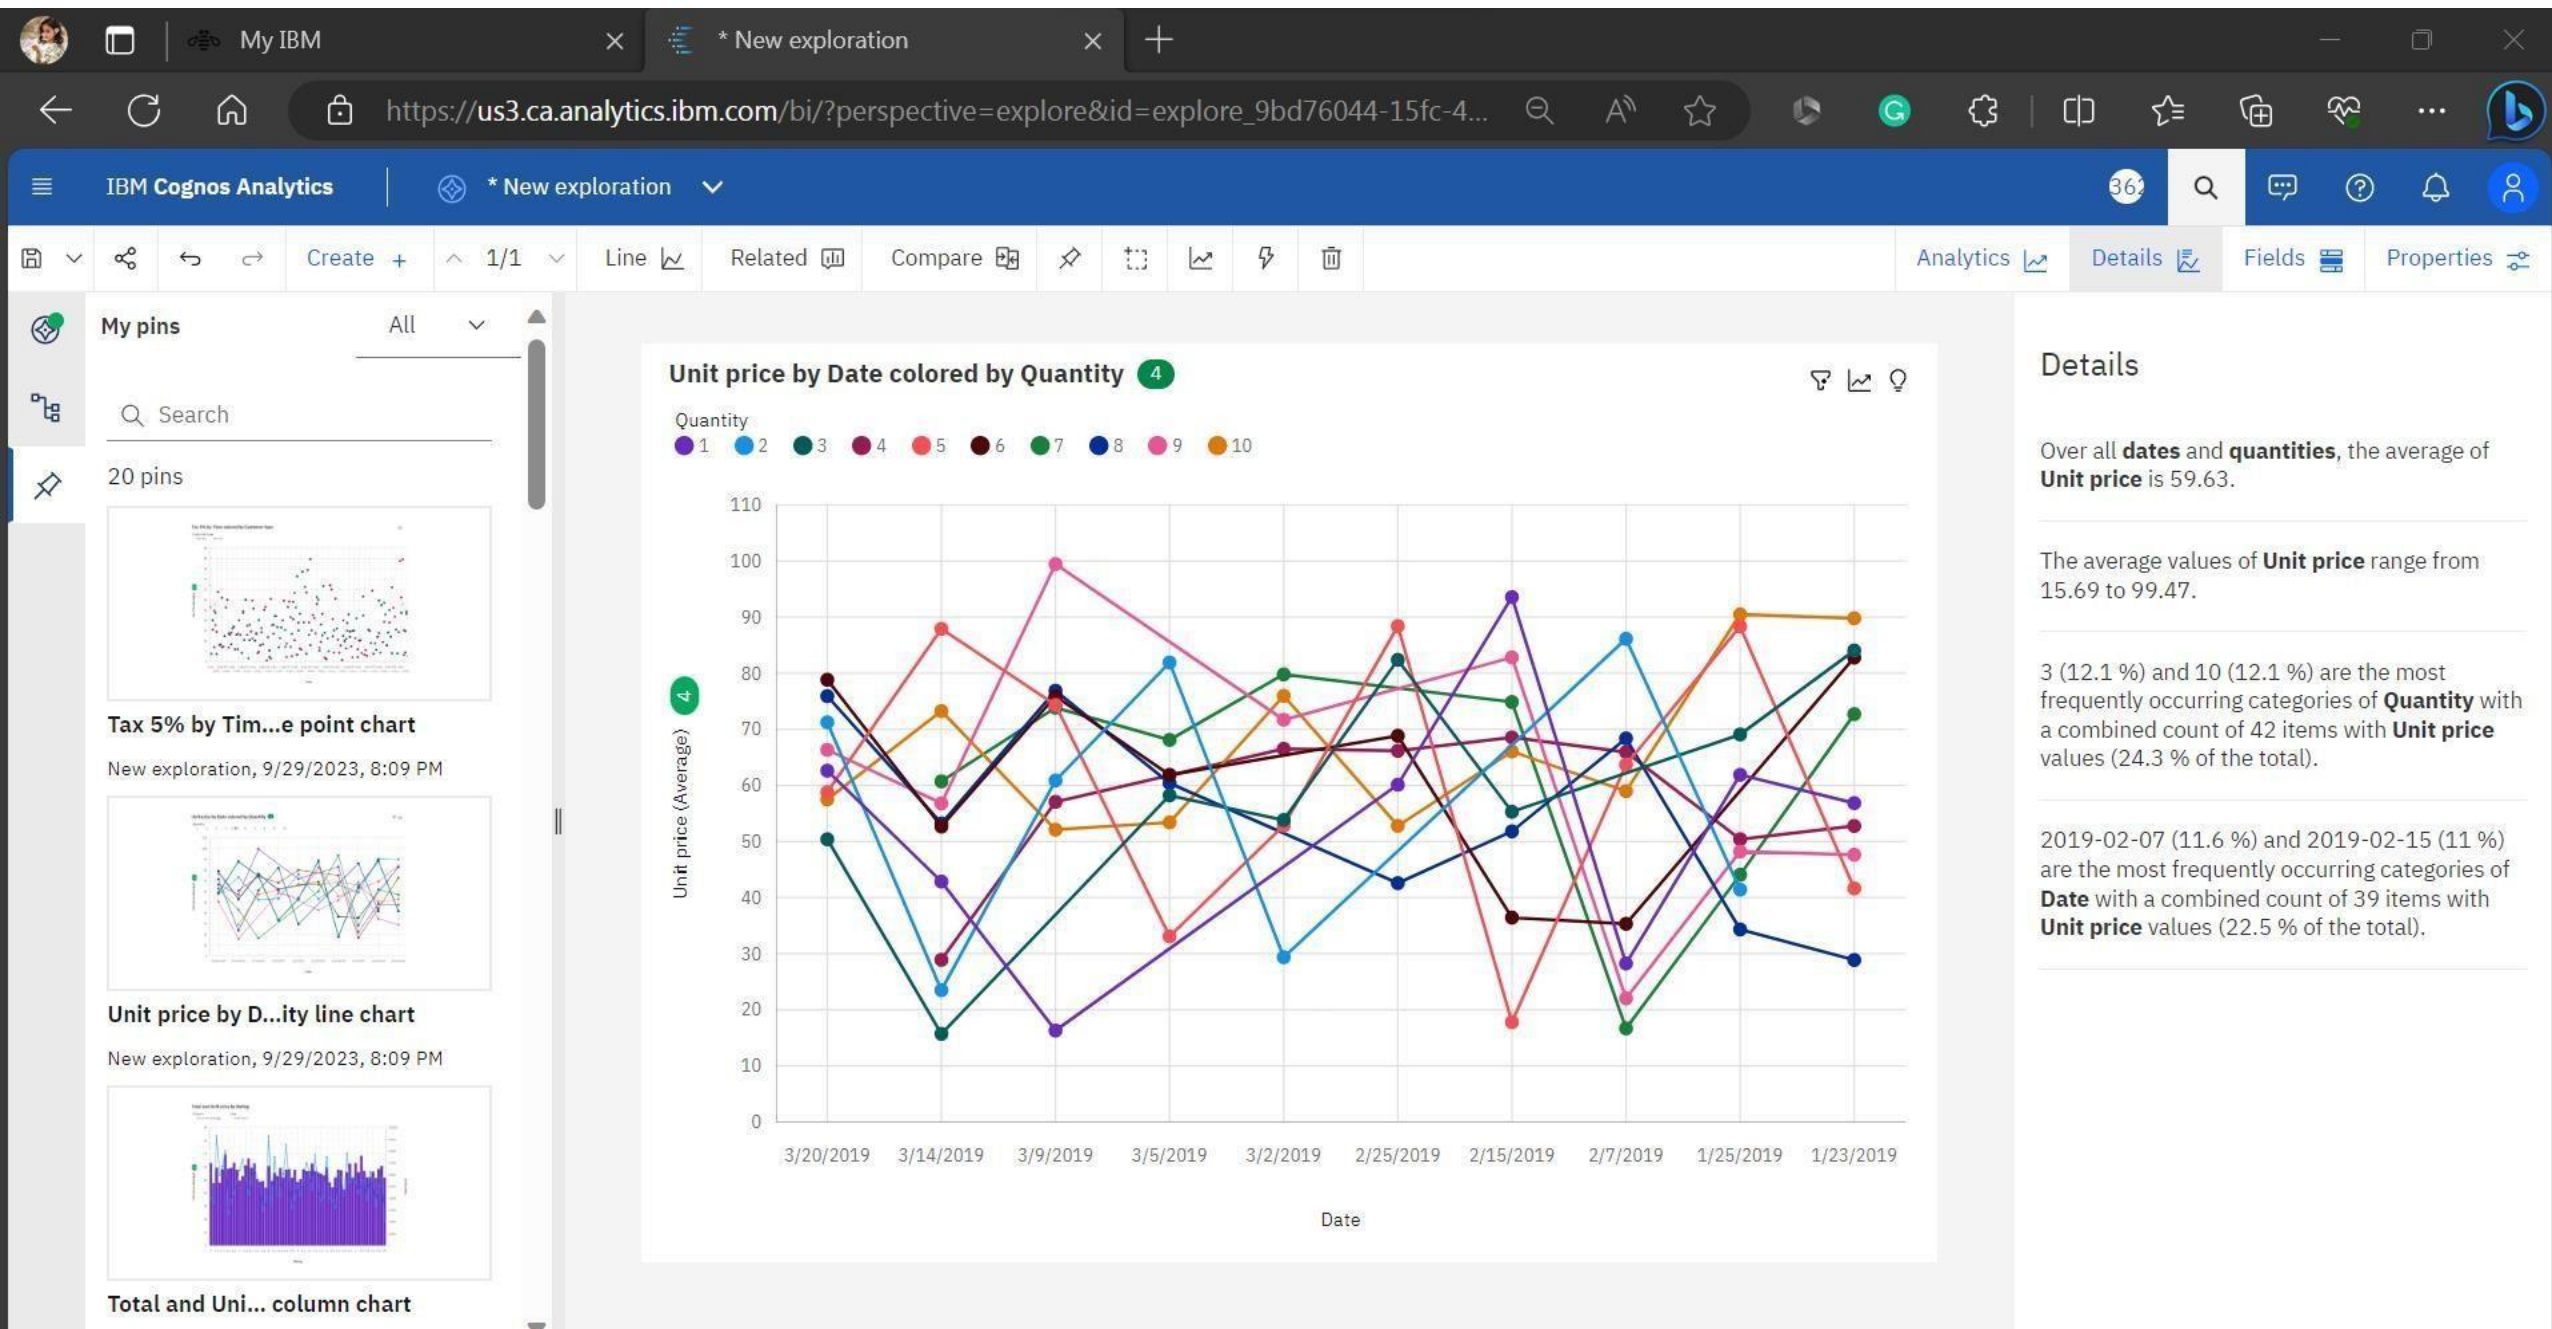 My IBM
* New exploration
https://us3.ca.analytics.ibm.com/bi/?perspective=explore&id=explore_9bd76044-15fc-4...
IBM Cognos Analytics
* New exploration
Create +
1/1
Line
Related
Compare
Analytics
Details
Fields
Properties
My pins
All
Search
20 pins
Tax 5% by Tim...e point chart
New exploration, 9/29/2023, 8:09 PM
Unit price by D...ity line chart
New exploration, 9/29/2023, 8:09 PM
Total and Uni... column chart
Unit price by Date colored by Quantity 4
Quantity
1 2 3 4 5 6 7 8 9 10
110
100
90
80
70
60
50
40
30
20
10
0
4
Unit price (Average)
3/20/2019 3/14/2019 3/9/2019 3/5/2019 3/2/2019 2/25/2019 2/15/2019 2/7/2019 1/25/2019 1/23/2019
Date
Details
Over all dates and quantities, the average of
Unit price is 59.63.
The average values of Unit price range from
15.69 to 99.47.
3 (12.1 %) and 10 (12.1 %) are the most
frequently occurring categories of Quantity with
a combined count of 42 items with Unit price
values (24.3 % of the total).
2019-02-07 (11.6 %) and 2019-02-15 (11 %)
are the most frequently occurring categories of
Date with a combined count of 39 items with
Unit price values (22.5 % of the total).